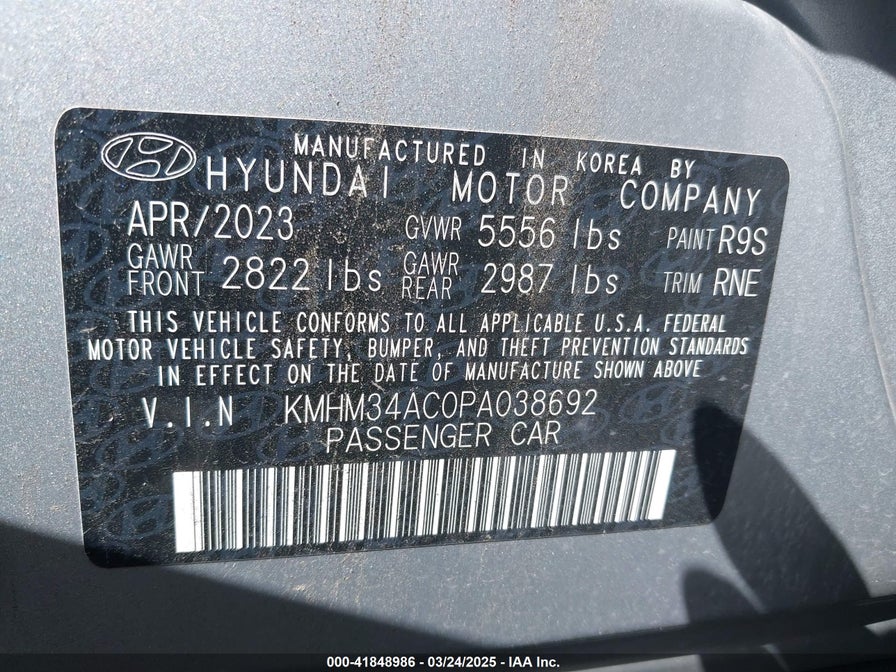 MANUFACTURED IN KOREA BY
HYUNDAI MOTOR COMPANY
APR/2023 GVWR 5556 lbs PAINT R9S
GAWR FRONT 2822 lbs GAWR REAR 2987 lbs TRIM RNE
THIS VEHICLE CONFORMS TO ALL APPLICABLE U.S.A. FEDERAL
MOTOR VEHICLE SAFETY, BUMPER, AND THEFT PREVENTION STANDARDS
IN EFFECT ON THE DATE OF MANUFACTURE SHOWN ABOVE
V.I.N KMHM34AC0PA038692
PASSENGER CAR
000-41848986 - 03/24/2025 - IAA Inc.